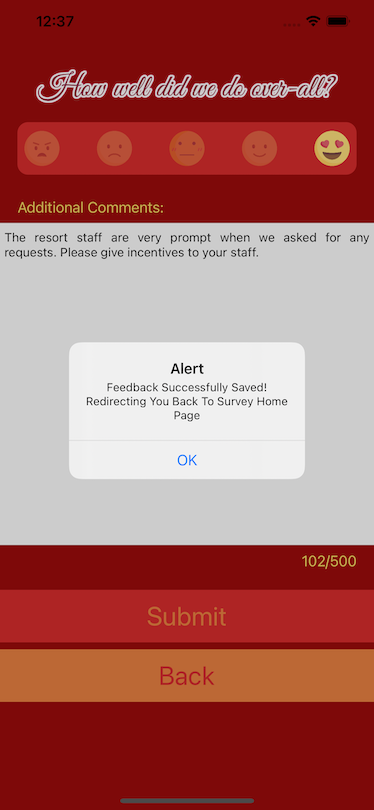 12:37
How well did we do over-all?
Additional Comments:
The resort staff are very prompt when we asked for any
requests. Please give incentives to your staff.
Alert
Feedback Successfully Saved!
Redirecting You Back To Survey Home
Page
OK
102/500
Submit
Back